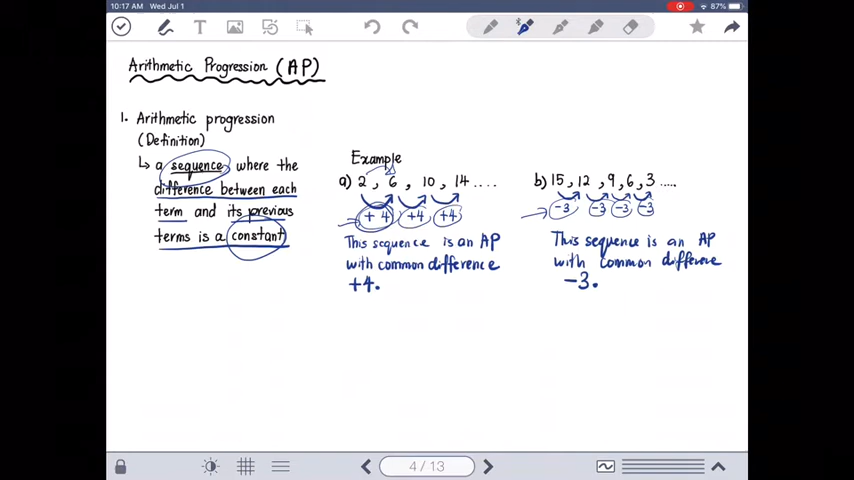 10:17 AM Wed Jul 1
87%
T
Arithmetic Progression (AP)
1. Arithmetic progression
(Definition)
↳ a sequence where the
difference between each
term and its previous
terms is a constant
Example
a) 2, 6, 10, 14....
+4 +4 +4
This sequence is an AP
with common difference
+4.
b) 15, 12, 9, 6, 3 .....
-3 -3 -3 -3
This sequence is an AP
with common difference
-3.
4 / 13